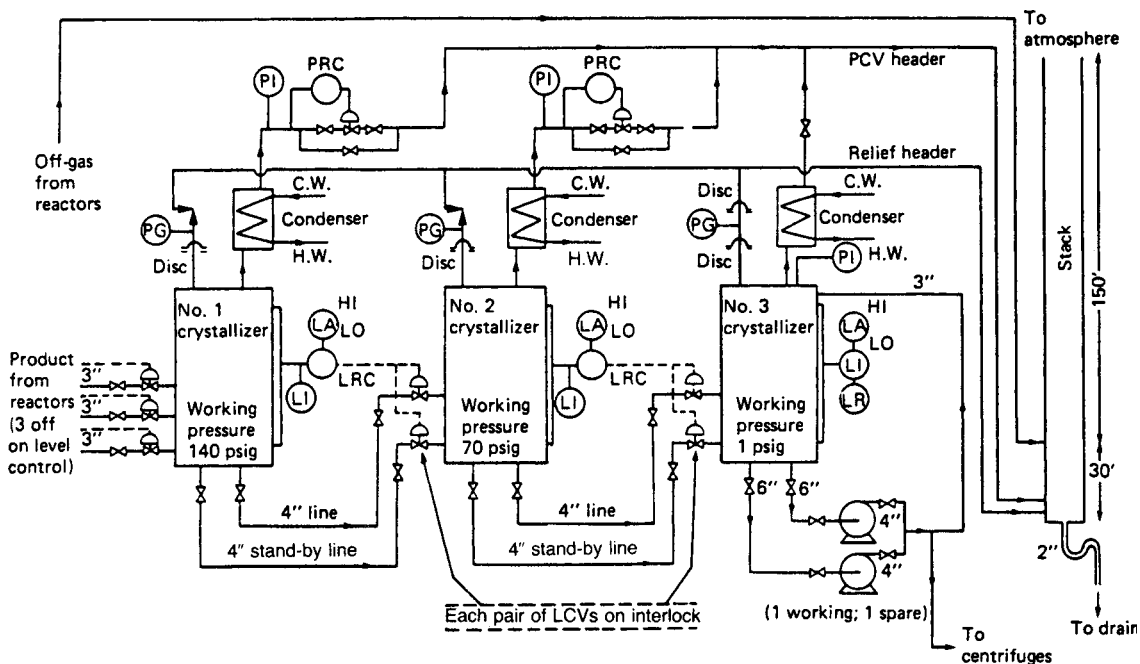 To
atmosphere
PCV header
PRC
PI
PRC
PI
Off-gas
from
reactors
Relief header
C.W.
Condenser
H.W.
PG
Disc
C.W.
Condenser
H.W.
PG
Disc
Disc
PG
Disc
C.W.
Condenser
H.W.
PI
3"
Stack
150'
30'
No. 1
crystallizer
Working
pressure
140 psig
HI
LA
LO
LRC
LI
No. 2
crystallizer
Working
pressure
70 psig
HI
LA
LO
LRC
LI
No. 3
crystallizer
Working
pressure
1 psig
HI
LA
LO
LI
LR
Product
from
reactors
(3 off
on level
control)
3"
3"
3"
4" line
4" stand-by line
4" line
4" stand-by line
6"
6"
4"
4"
2"
Each pair of LCVs on interlock
(1 working; 1 spare)
To
centrifuges
To drain